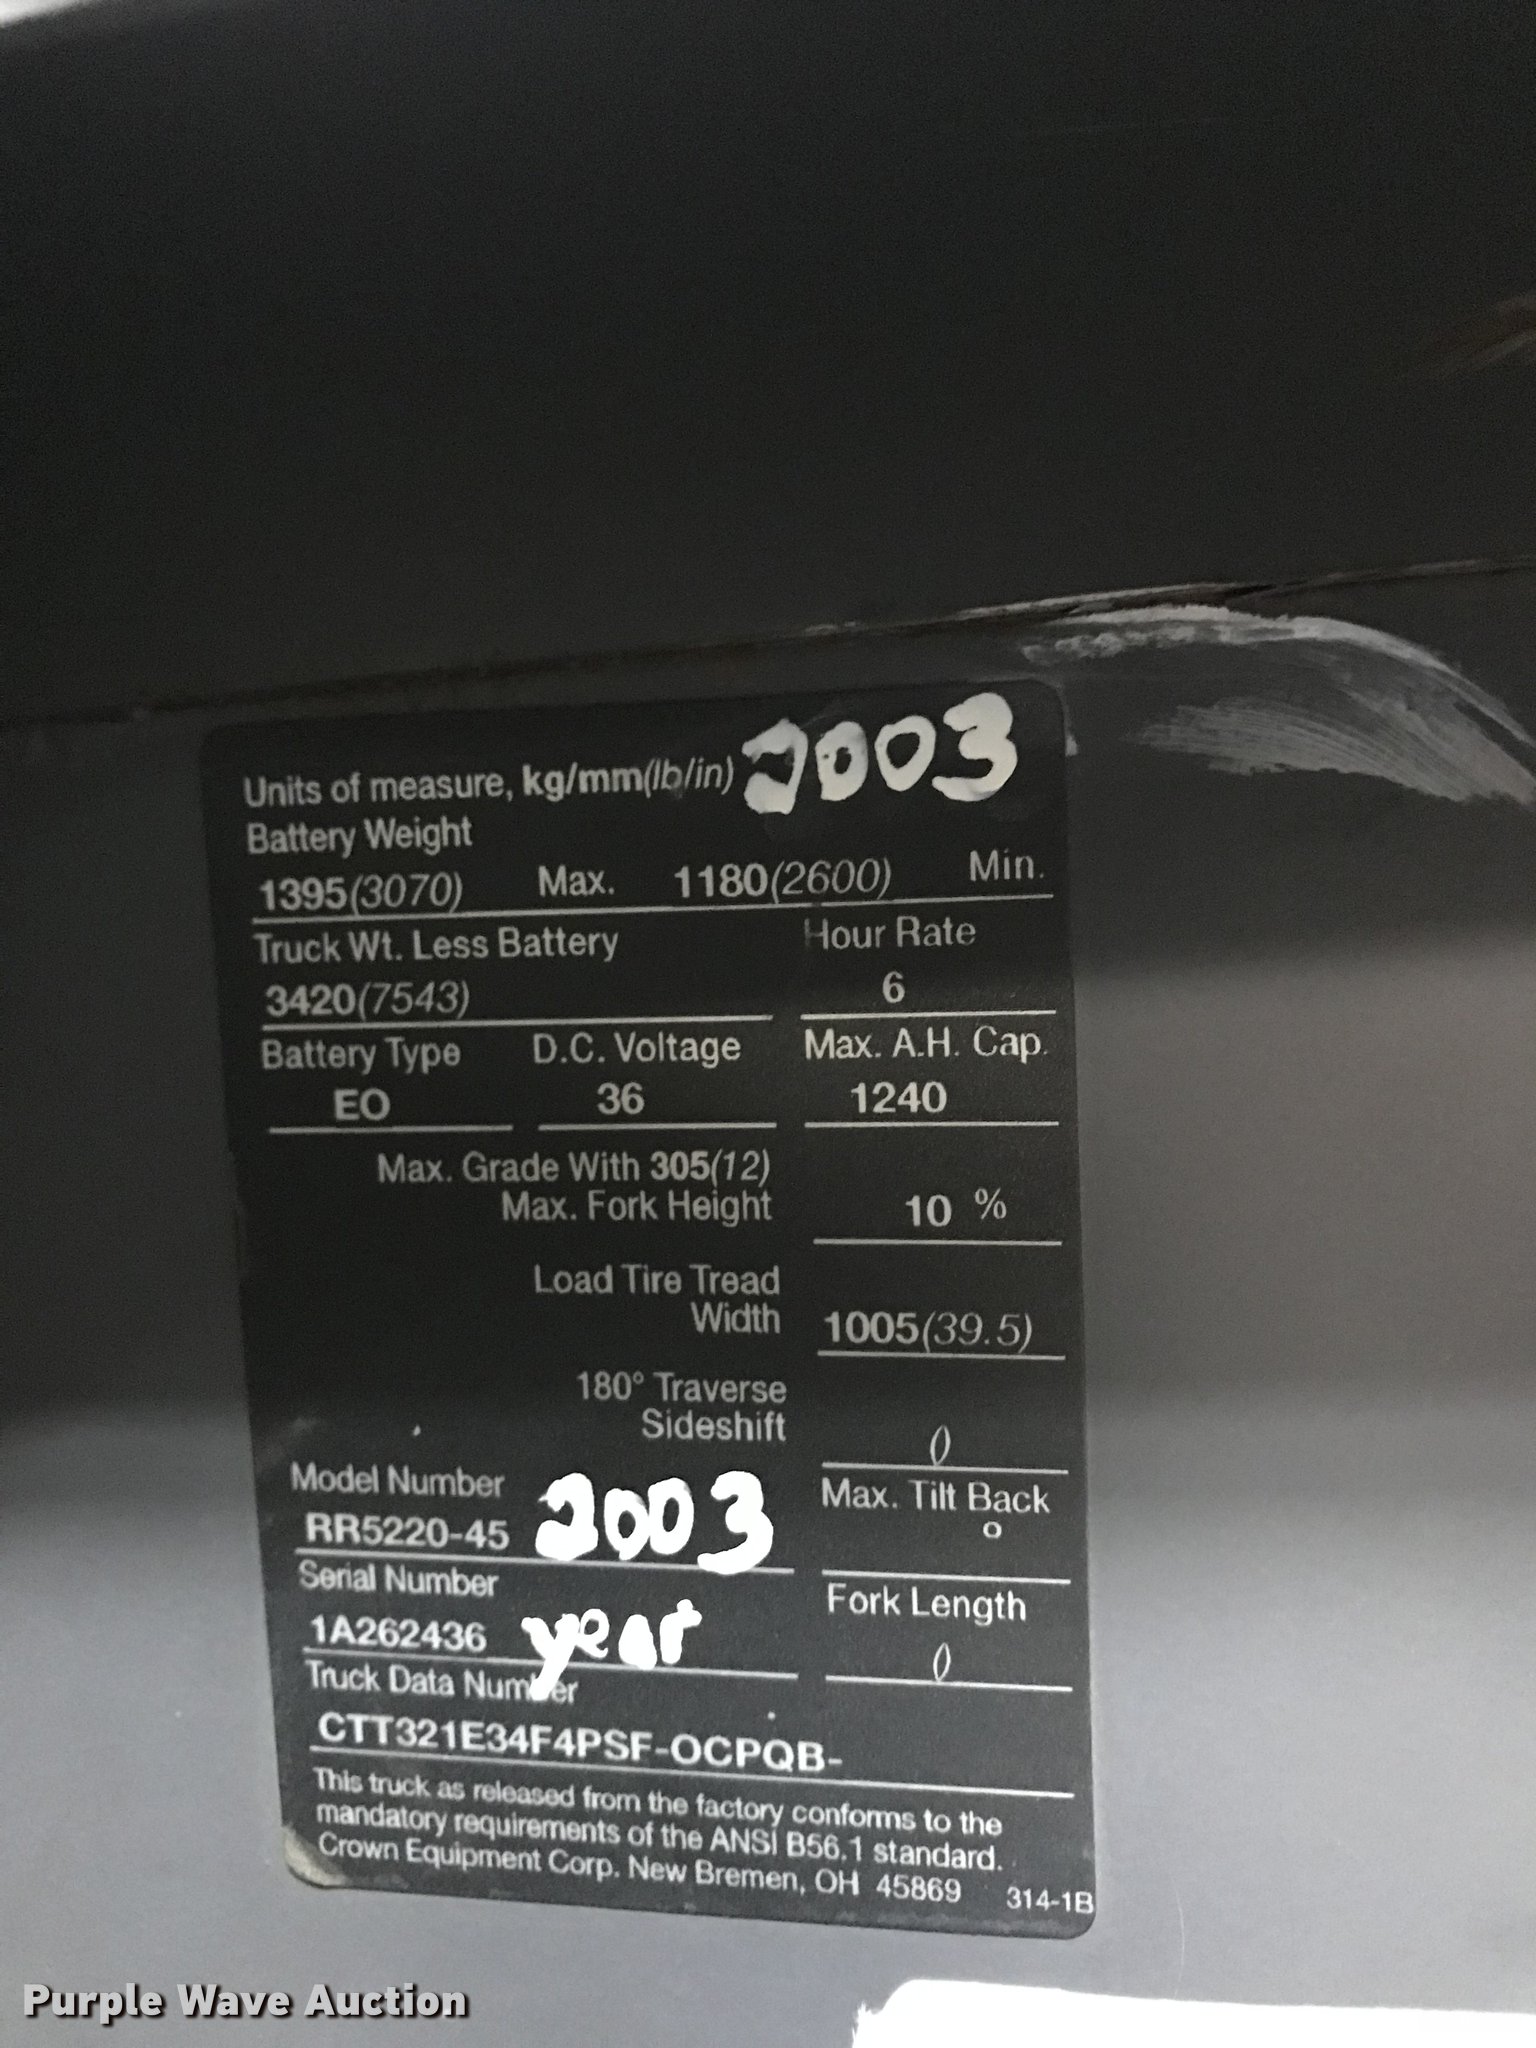 Units of measure, kg/mm(lb/in) 2003
Battery Weight
1395(3070) Max. 1180(2600) Min.
Truck Wt. Less Battery Hour Rate
3420(7543) 6
Battery Type D.C. Voltage Max. A.H. Cap.
EO 36 1240
Max. Grade With 305(12)
Max. Fork Height 10 %
Load Tire Tread
Width 1005(39.5)
180° Traverse
Sideshift 0
Model Number 2003 Max. Tilt Back
RR5220-45 °
Serial Number Fork Length
1A262436 year 0
Truck Data Number
CTT321E34F4PSF-OCPQB-
This truck as released from the factory conforms to the
mandatory requirements of the ANSI B56.1 standard.
Crown Equipment Corp. New Bremen, OH 45869 314-1B
Purple Wave Auction